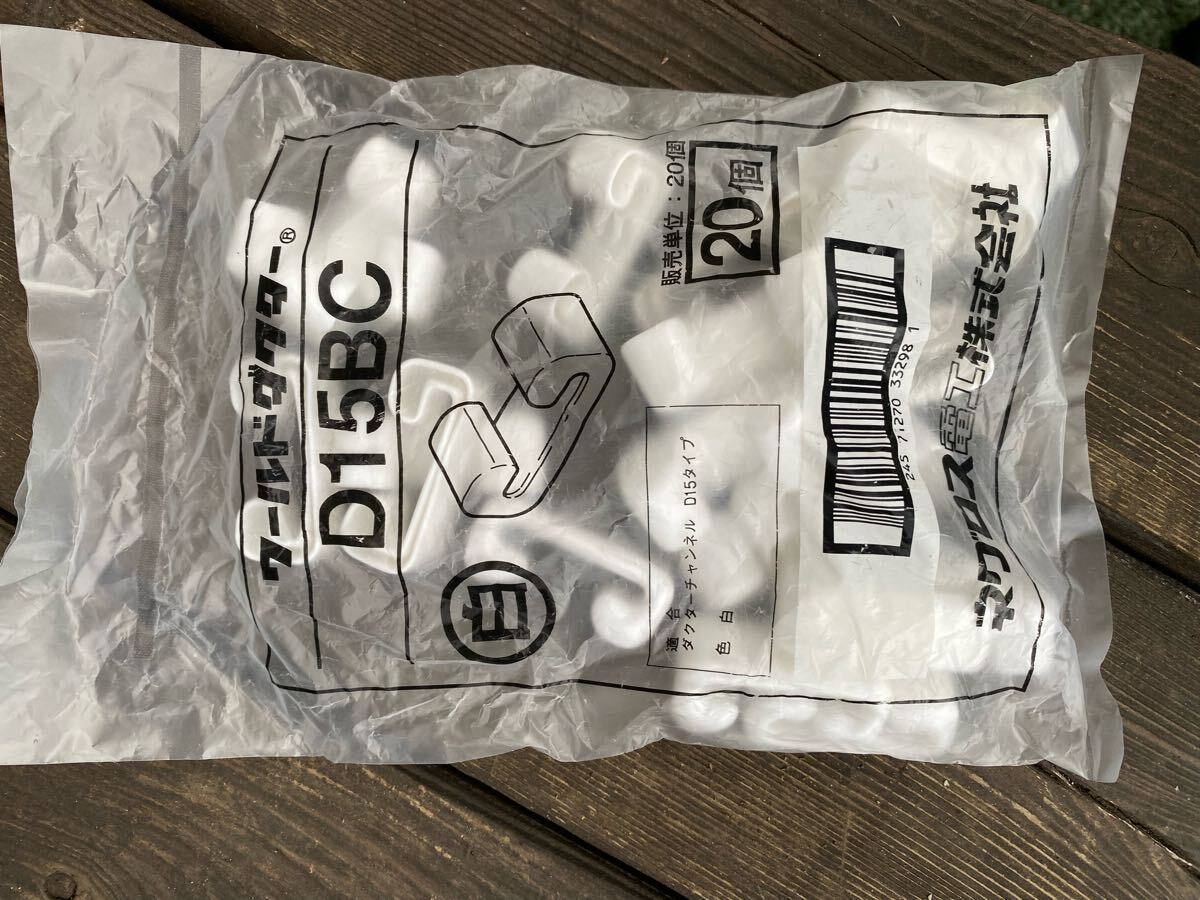 ワールドダクター®
D15BC
白
販売単位：20個
20個
適　合
ダクターチャンネル D15タイプ
色　白
245 71270 33298 1
ネグロス電工株式会社